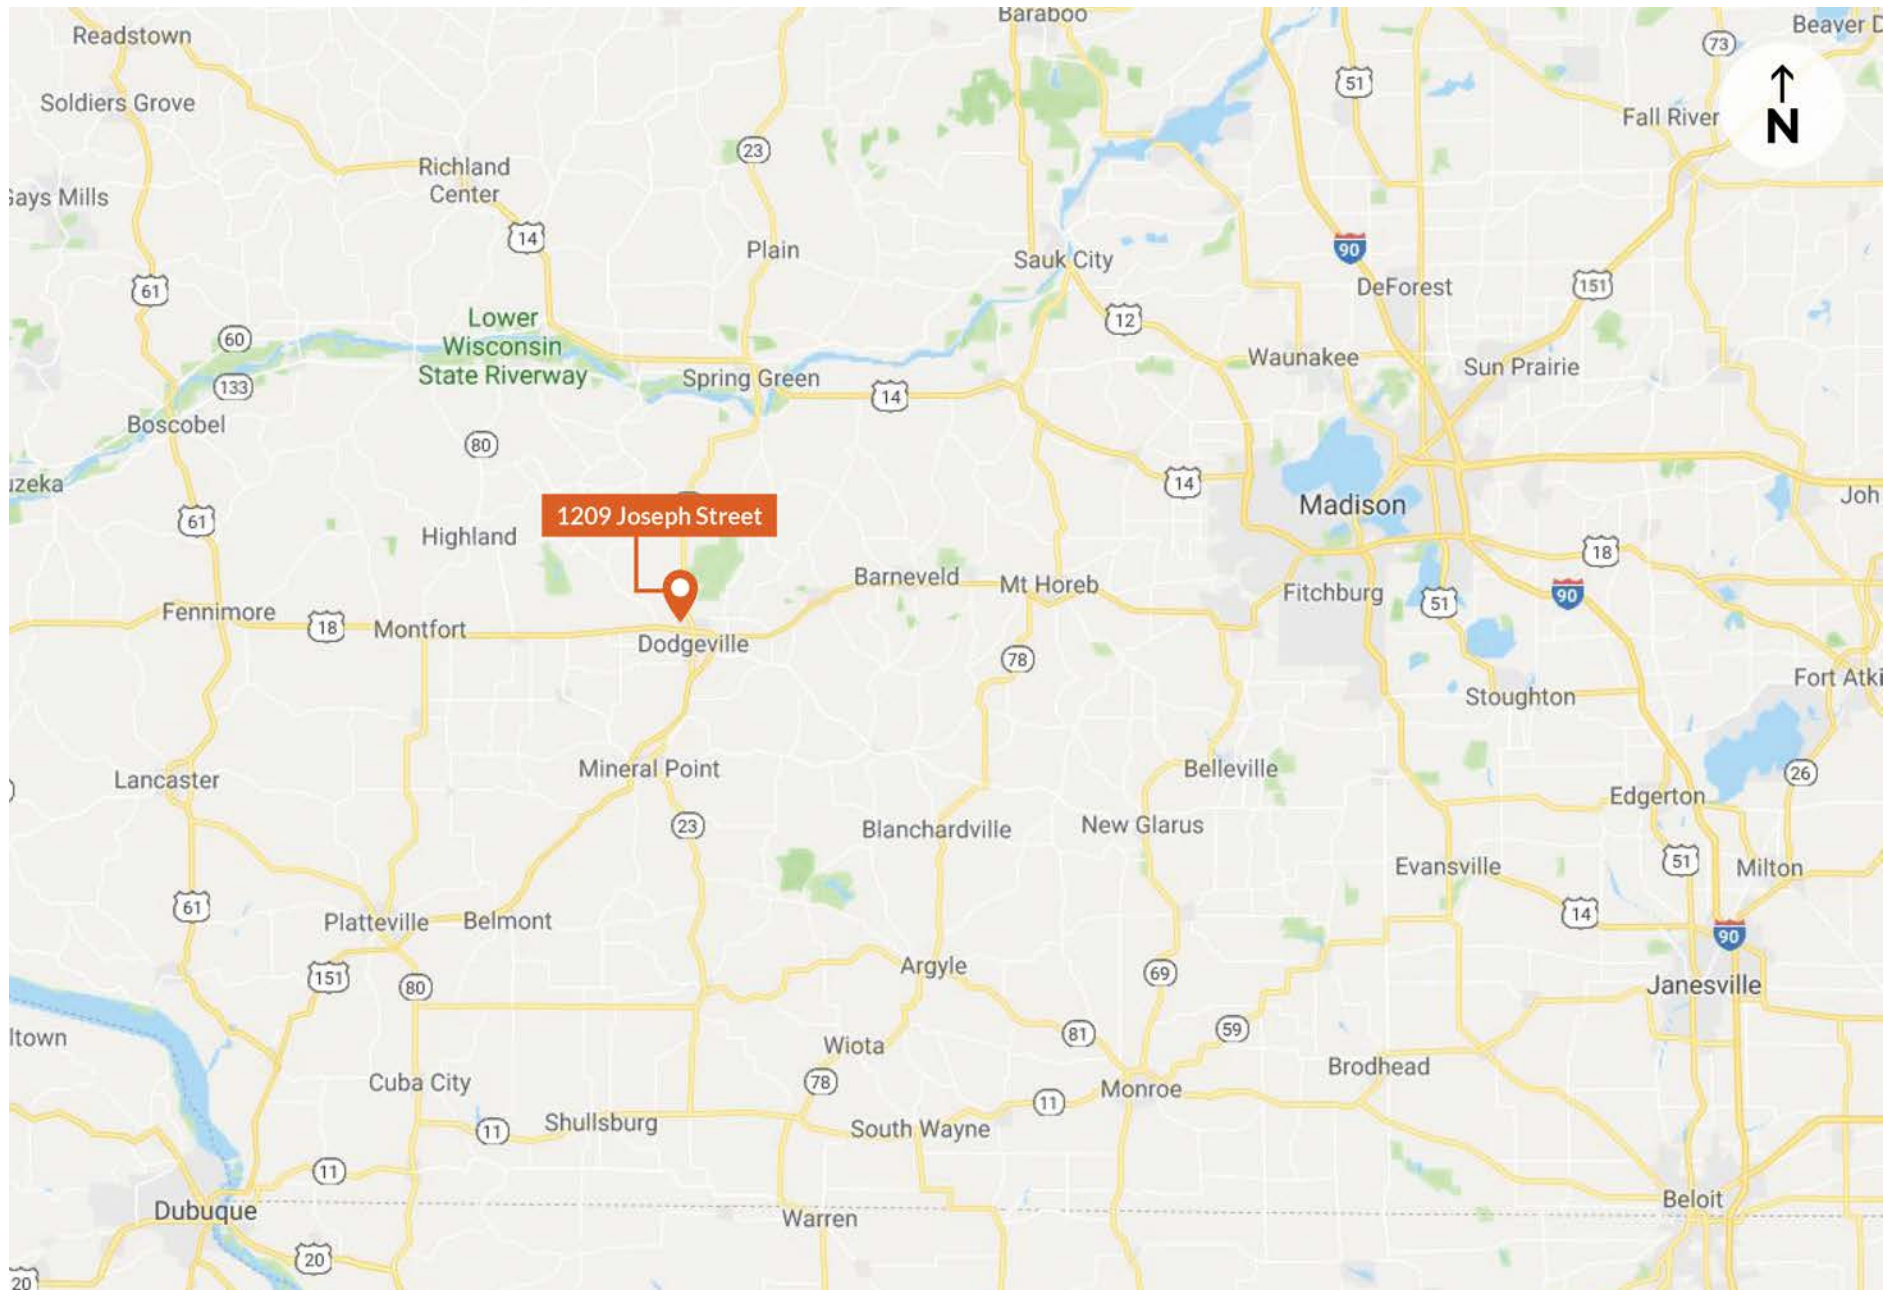 Baraboo
Readstown
Beaver D
73
51
N
Soldiers Grove
Fall River
23
Richland
Center
Gays Mills
14
Plain
Sauk City
90
61
DeForest
151
Lower
Wisconsin
State Riverway
12
60
Waunakee
Sun Prairie
133
Spring Green
14
Boscobel
80
14
Joh
Madison
1209 Joseph Street
61
Highland
18
Barneveld
Mt Horeb
Fitchburg
51
90
Fennimore
18
Montfort
Dodgeville
78
Fort Atki
Stoughton
Lancaster
Mineral Point
Belleville
26
Edgerton
23
Blanchardville
New Glarus
Evansville
51
Milton
61
Platteville
Belmont
14
90
Argyle
151
80
69
Janesville
ltown
Wiota
81
59
Cuba City
78
Monroe
Brodhead
11
Shullsburg
11
South Wayne
11
Dubuque
Warren
Beloit
20
20